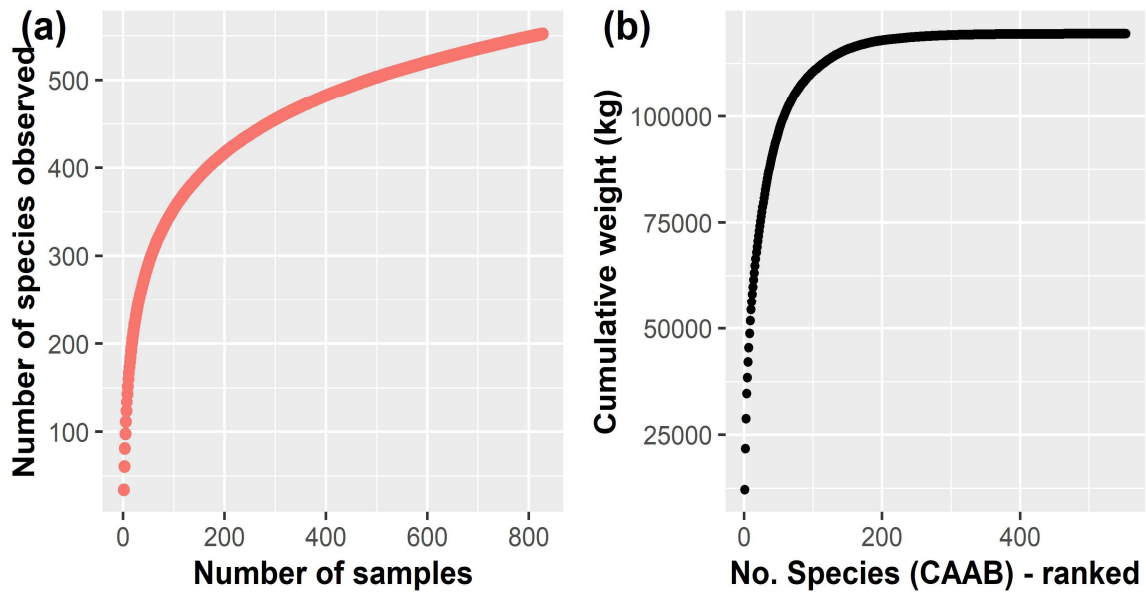 (a)
Number of species observed
500
400
300
200
100
0 200 400 600 800
Number of samples
(b)
Cumulative weight (kg)
100000
75000
50000
25000
0 200 400
No. Species (CAAB) - ranked